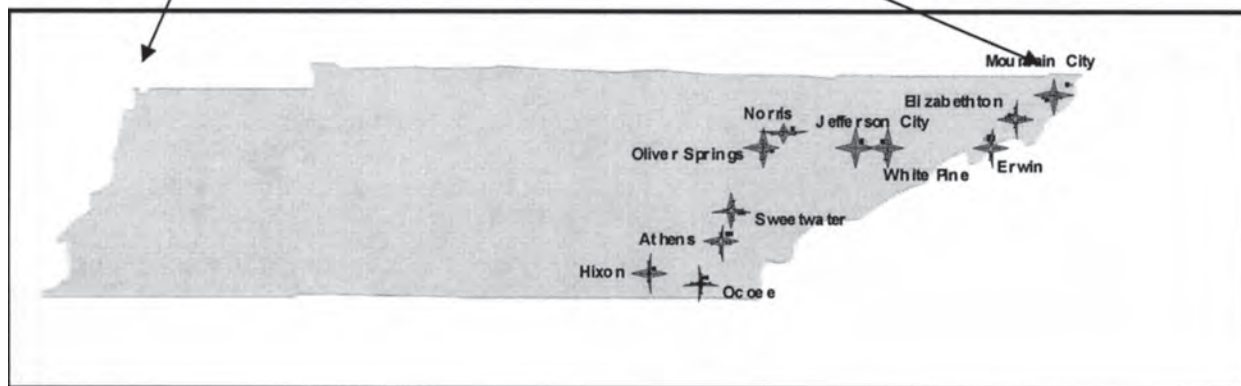 Mountain City
Elizabethton
Norris
Jefferson City
Oliver Springs
White Pine
Erwin
Sweetwater
Athens
Hixon
Ocoee